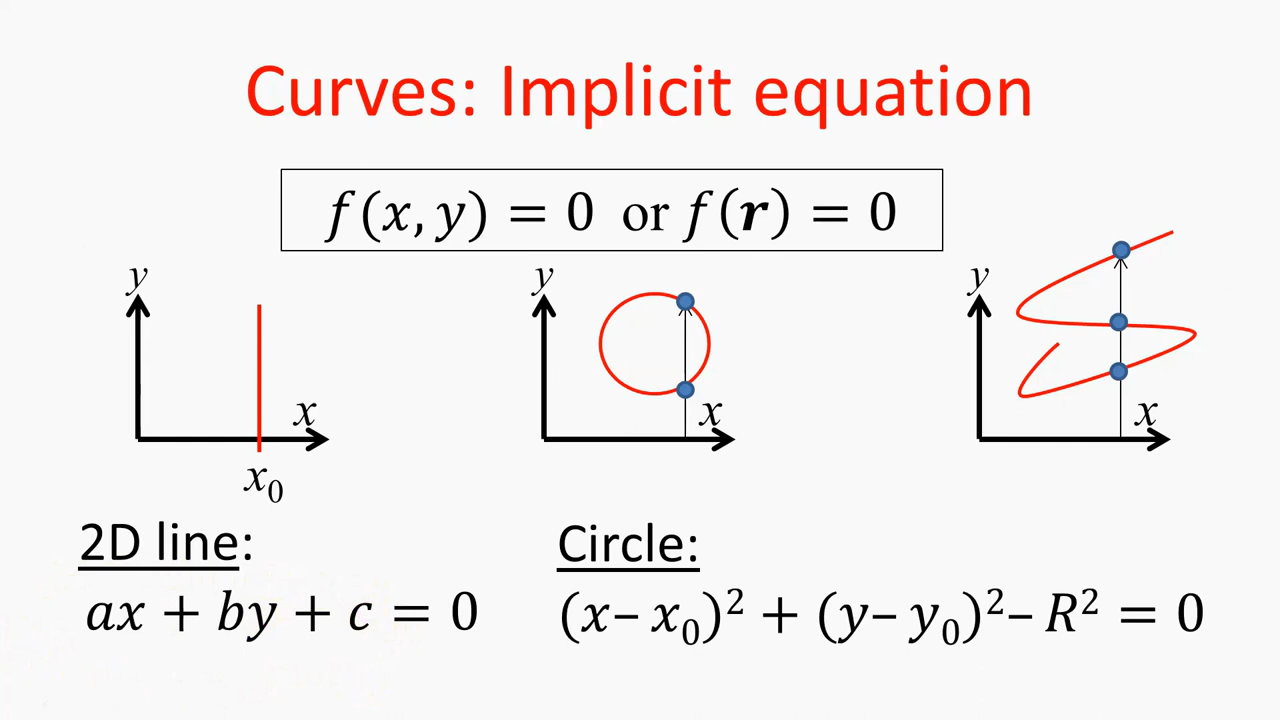 Curves: Implicit equation
f(x, y) = 0 or f(r) = 0
y
x
x₀
y
x
y
x
2D line:
ax + by + c = 0
Circle:
(x– x₀)² + (y– y₀)²– R² = 0